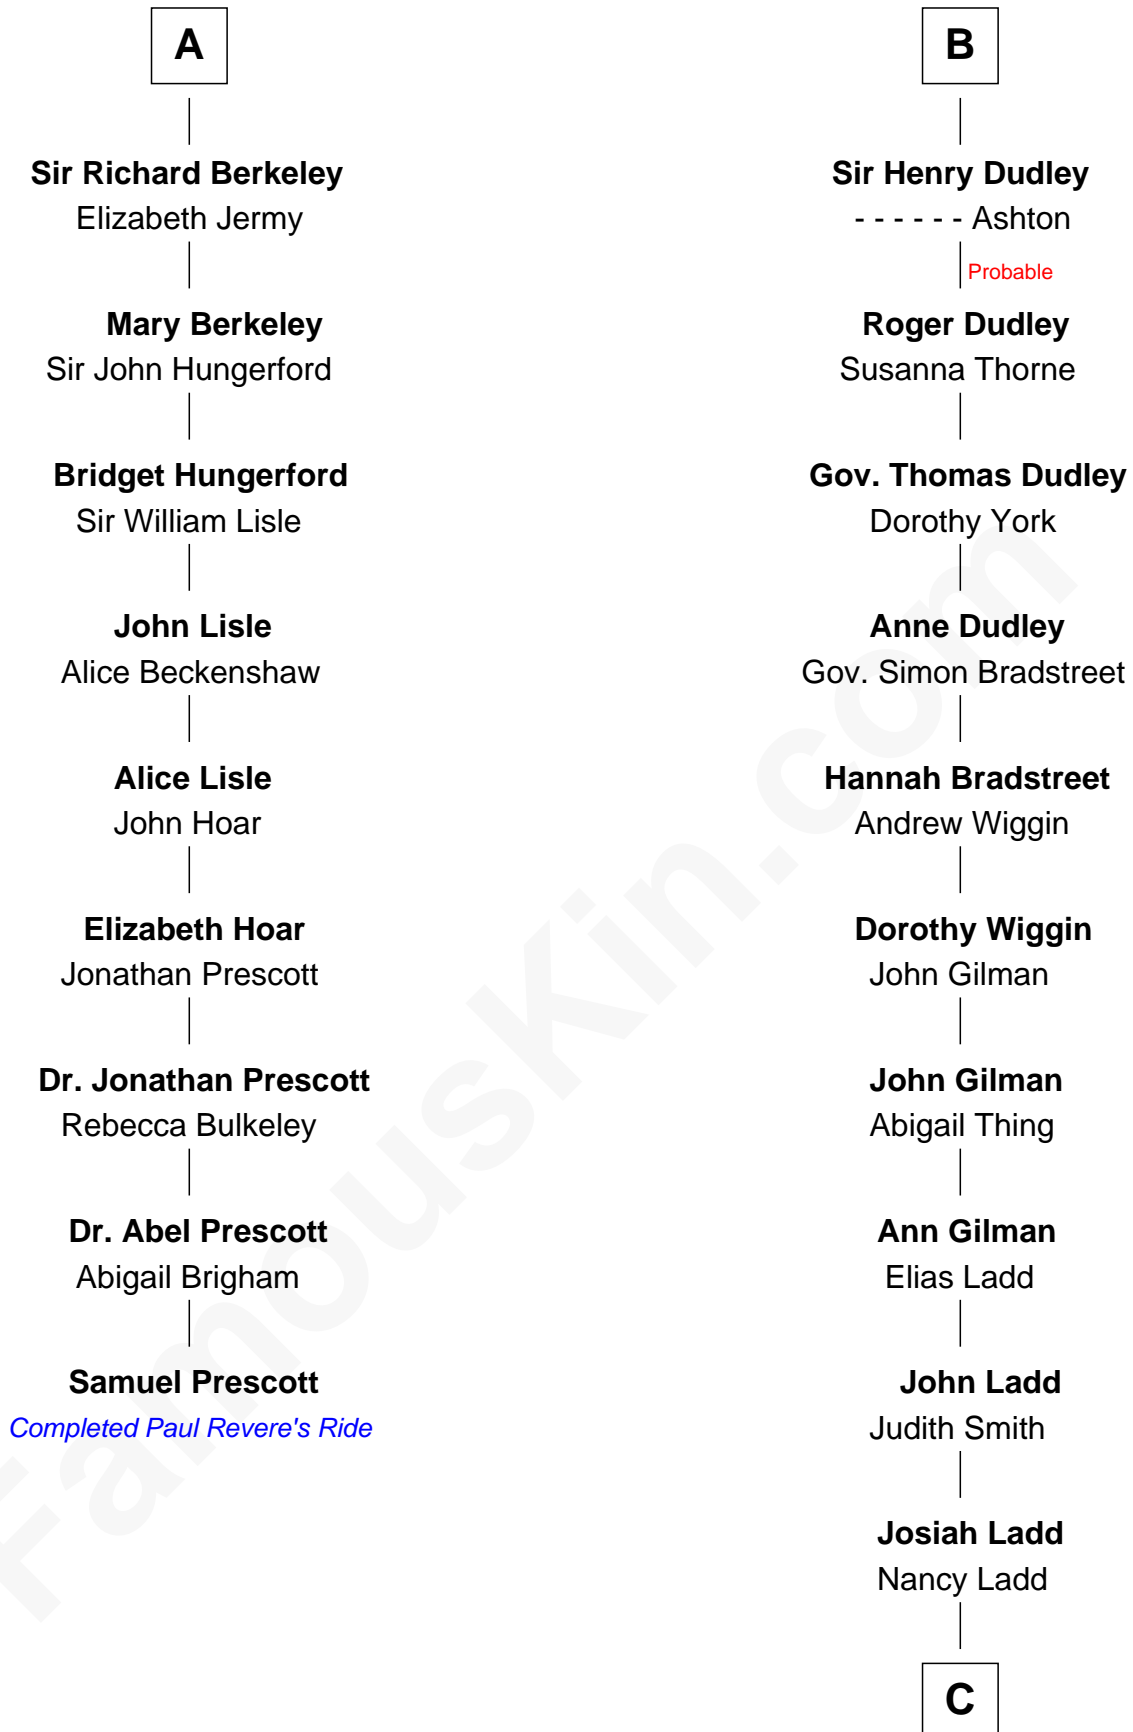 A
Sir Richard Berkeley
Elizabeth Jermy
Mary Berkeley
Sir John Hungerford
Bridget Hungerford
Sir William Lisle
John Lisle
Alice Beckenshaw
Alice Lisle
John Hoar
Elizabeth Hoar
Jonathan Prescott
Dr. Jonathan Prescott
Rebecca Bulkeley
Dr. Abel Prescott
Abigail Brigham
Samuel Prescott
Completed Paul Revere's Ride
B
Sir Henry Dudley
- - - - - - Ashton
Probable
Roger Dudley
Susanna Thorne
Gov. Thomas Dudley
Dorothy York
Anne Dudley
Gov. Simon Bradstreet
Hannah Bradstreet
Andrew Wiggin
Dorothy Wiggin
John Gilman
John Gilman
Abigail Thing
Ann Gilman
Elias Ladd
John Ladd
Judith Smith
Josiah Ladd
Nancy Ladd
C
FamousKin.com